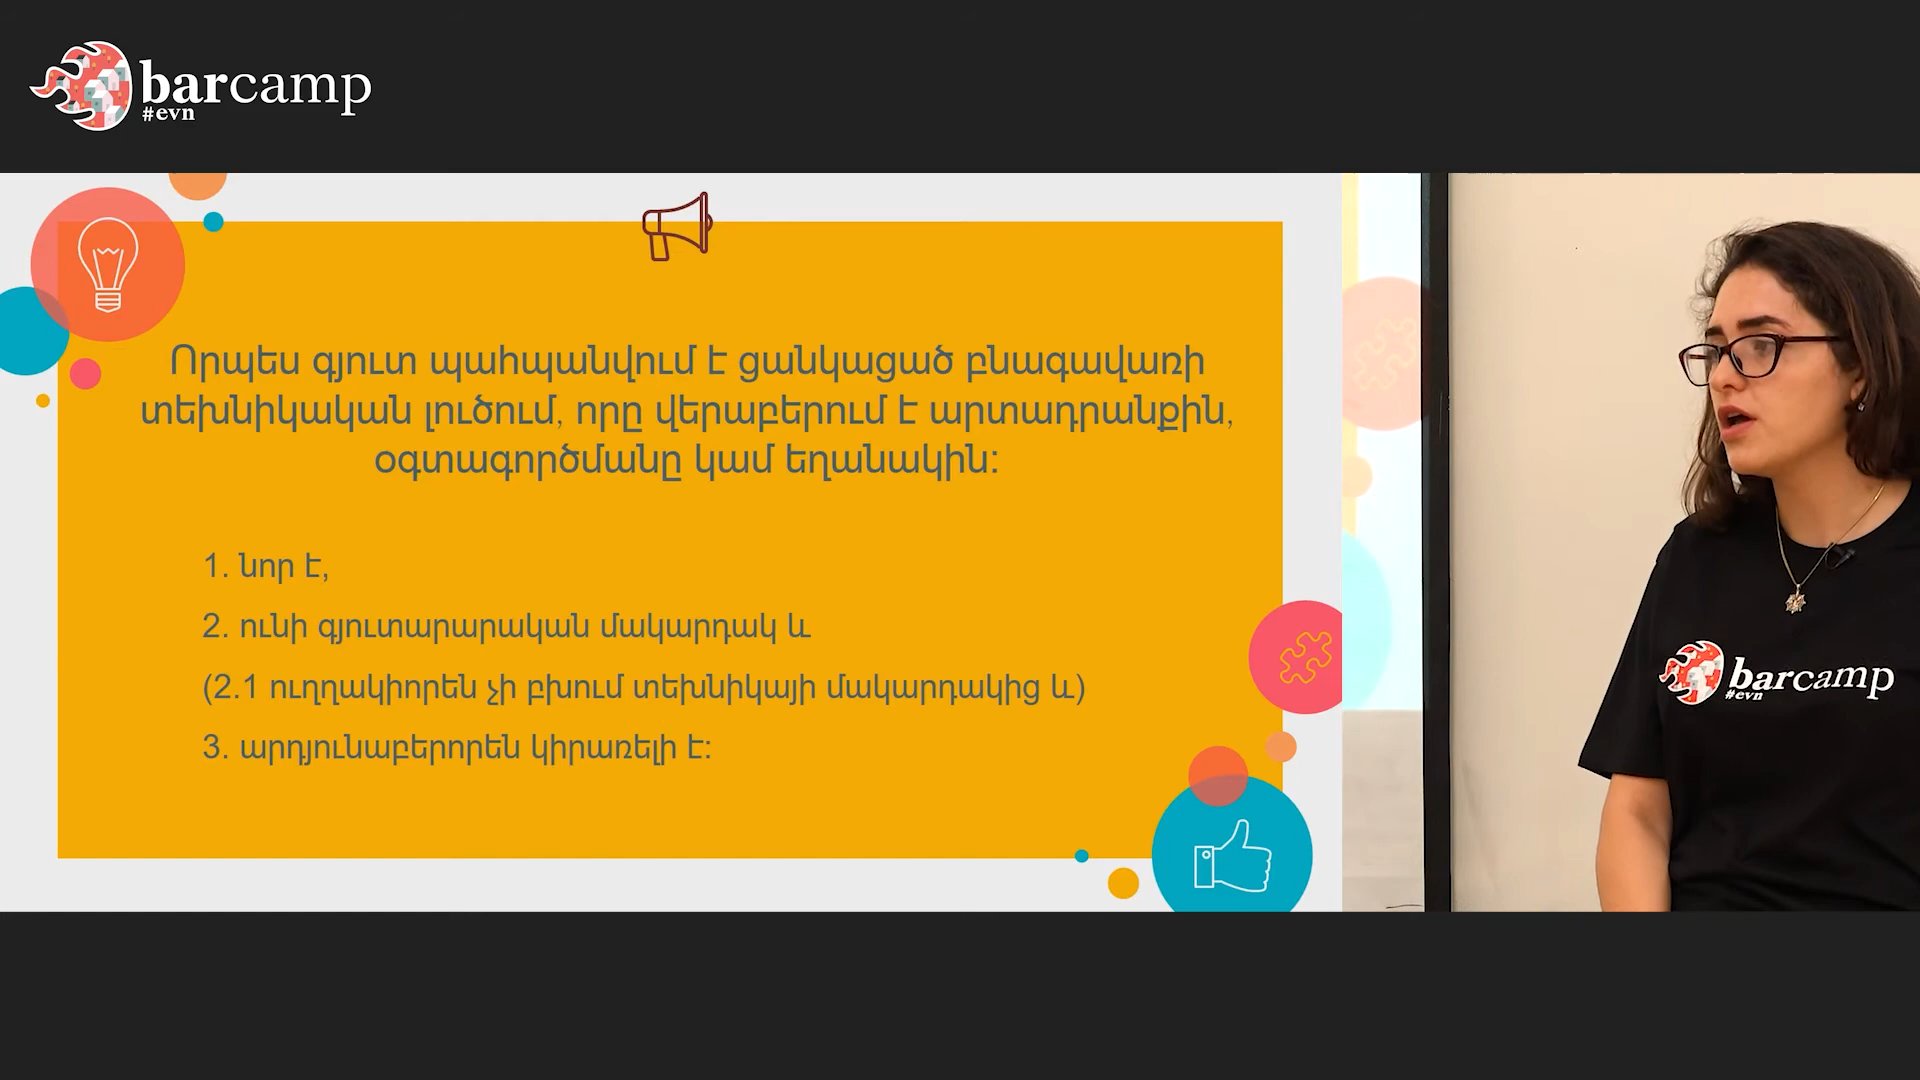 barcamp
#evn
Որպես գյուտ պահպանվում է ցանկացած բնագավառի
տեխնիկական լուծում, որը վերաբերում է արտադրանքին,
օգտագործմանը կամ եղանակին:
1. նոր է,
2. ունի գյուտարարական մակարդակ և
(2.1 ուղղակիորեն չի բխում տեխնիկայի մակարդակից և)
3. արդյունաբերորեն կիրառելի է:
barcamp
#evn